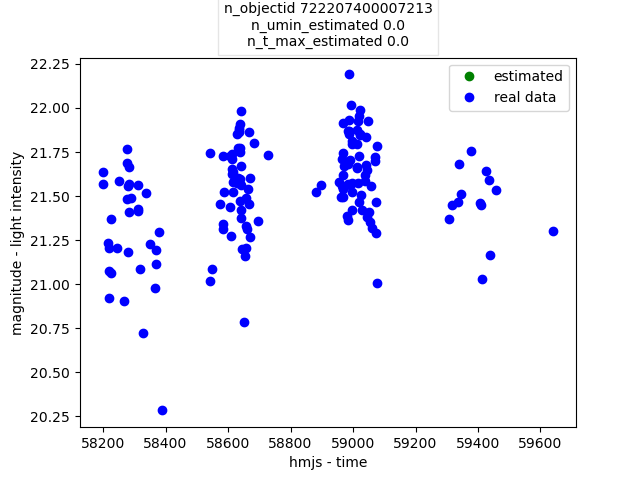 n_objectid 722207400007213
n_umin_estimated 0.0
n_t_max_estimated 0.0
22.25
22.00
21.75
21.50
21.25
21.00
20.75
20.50
20.25
magnitude - light intensity
estimated
real data
58200 58400 58600 58800 59000 59200 59400 59600
hmjs - time